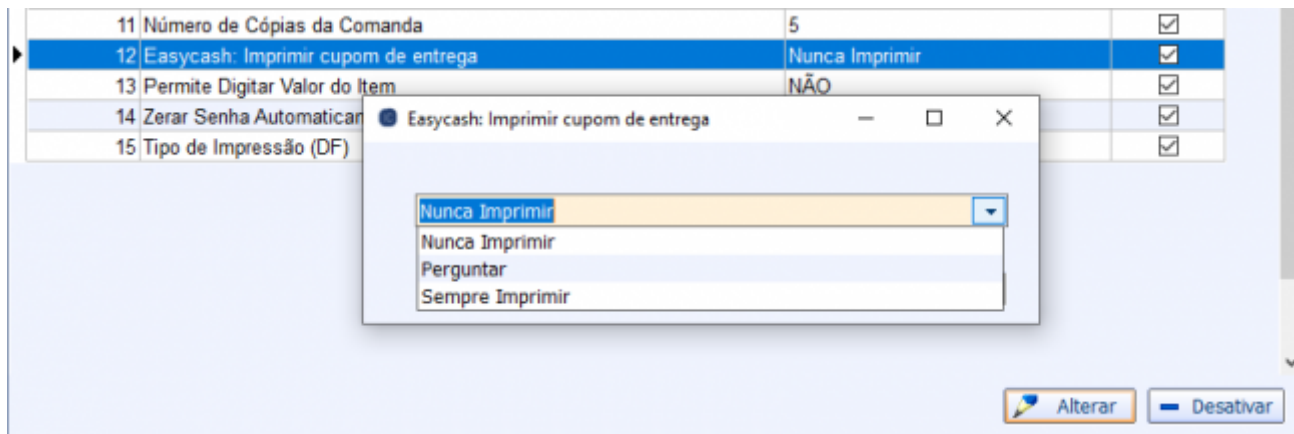 11 Número de Cópias da Comanda 5
12 Easycash: Imprimir cupom de entrega Nunca Imprimir
13 Permite Digitar Valor do Item NÃO
14 Zerar Senha
15 Tipo de Impressão (DF)
Easycash: Imprimir cupom de entrega
Nunca Imprimir
Nunca Imprimir
Perguntar
Sempre Imprimir
Alterar Desativar